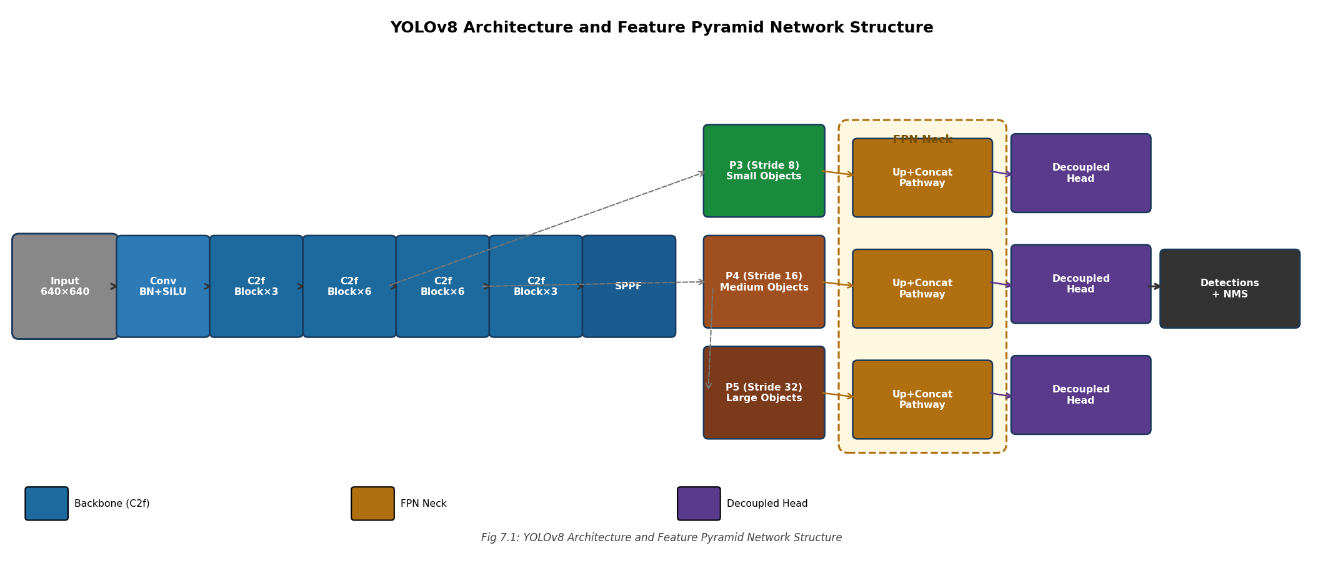 YOLOv8 Architecture and Feature Pyramid Network Structure
Input
640×640
Conv
BN+SiLU
C2f
Block×3
C2f
Block×6
C2f
Block×6
C2f
Block×3
SPPF
P3 (Stride 8)
Small Objects
P4 (Stride 16)
Medium Objects
P5 (Stride 32)
Large Objects
FPN Neck
Up+Concat
Pathway
Up+Concat
Pathway
Up+Concat
Pathway
Decoupled
Head
Decoupled
Head
Decoupled
Head
Detections
+ NMS
Backbone (C2f)
FPN Neck
Decoupled Head
Fig 7.1: YOLOv8 Architecture and Feature Pyramid Network Structure